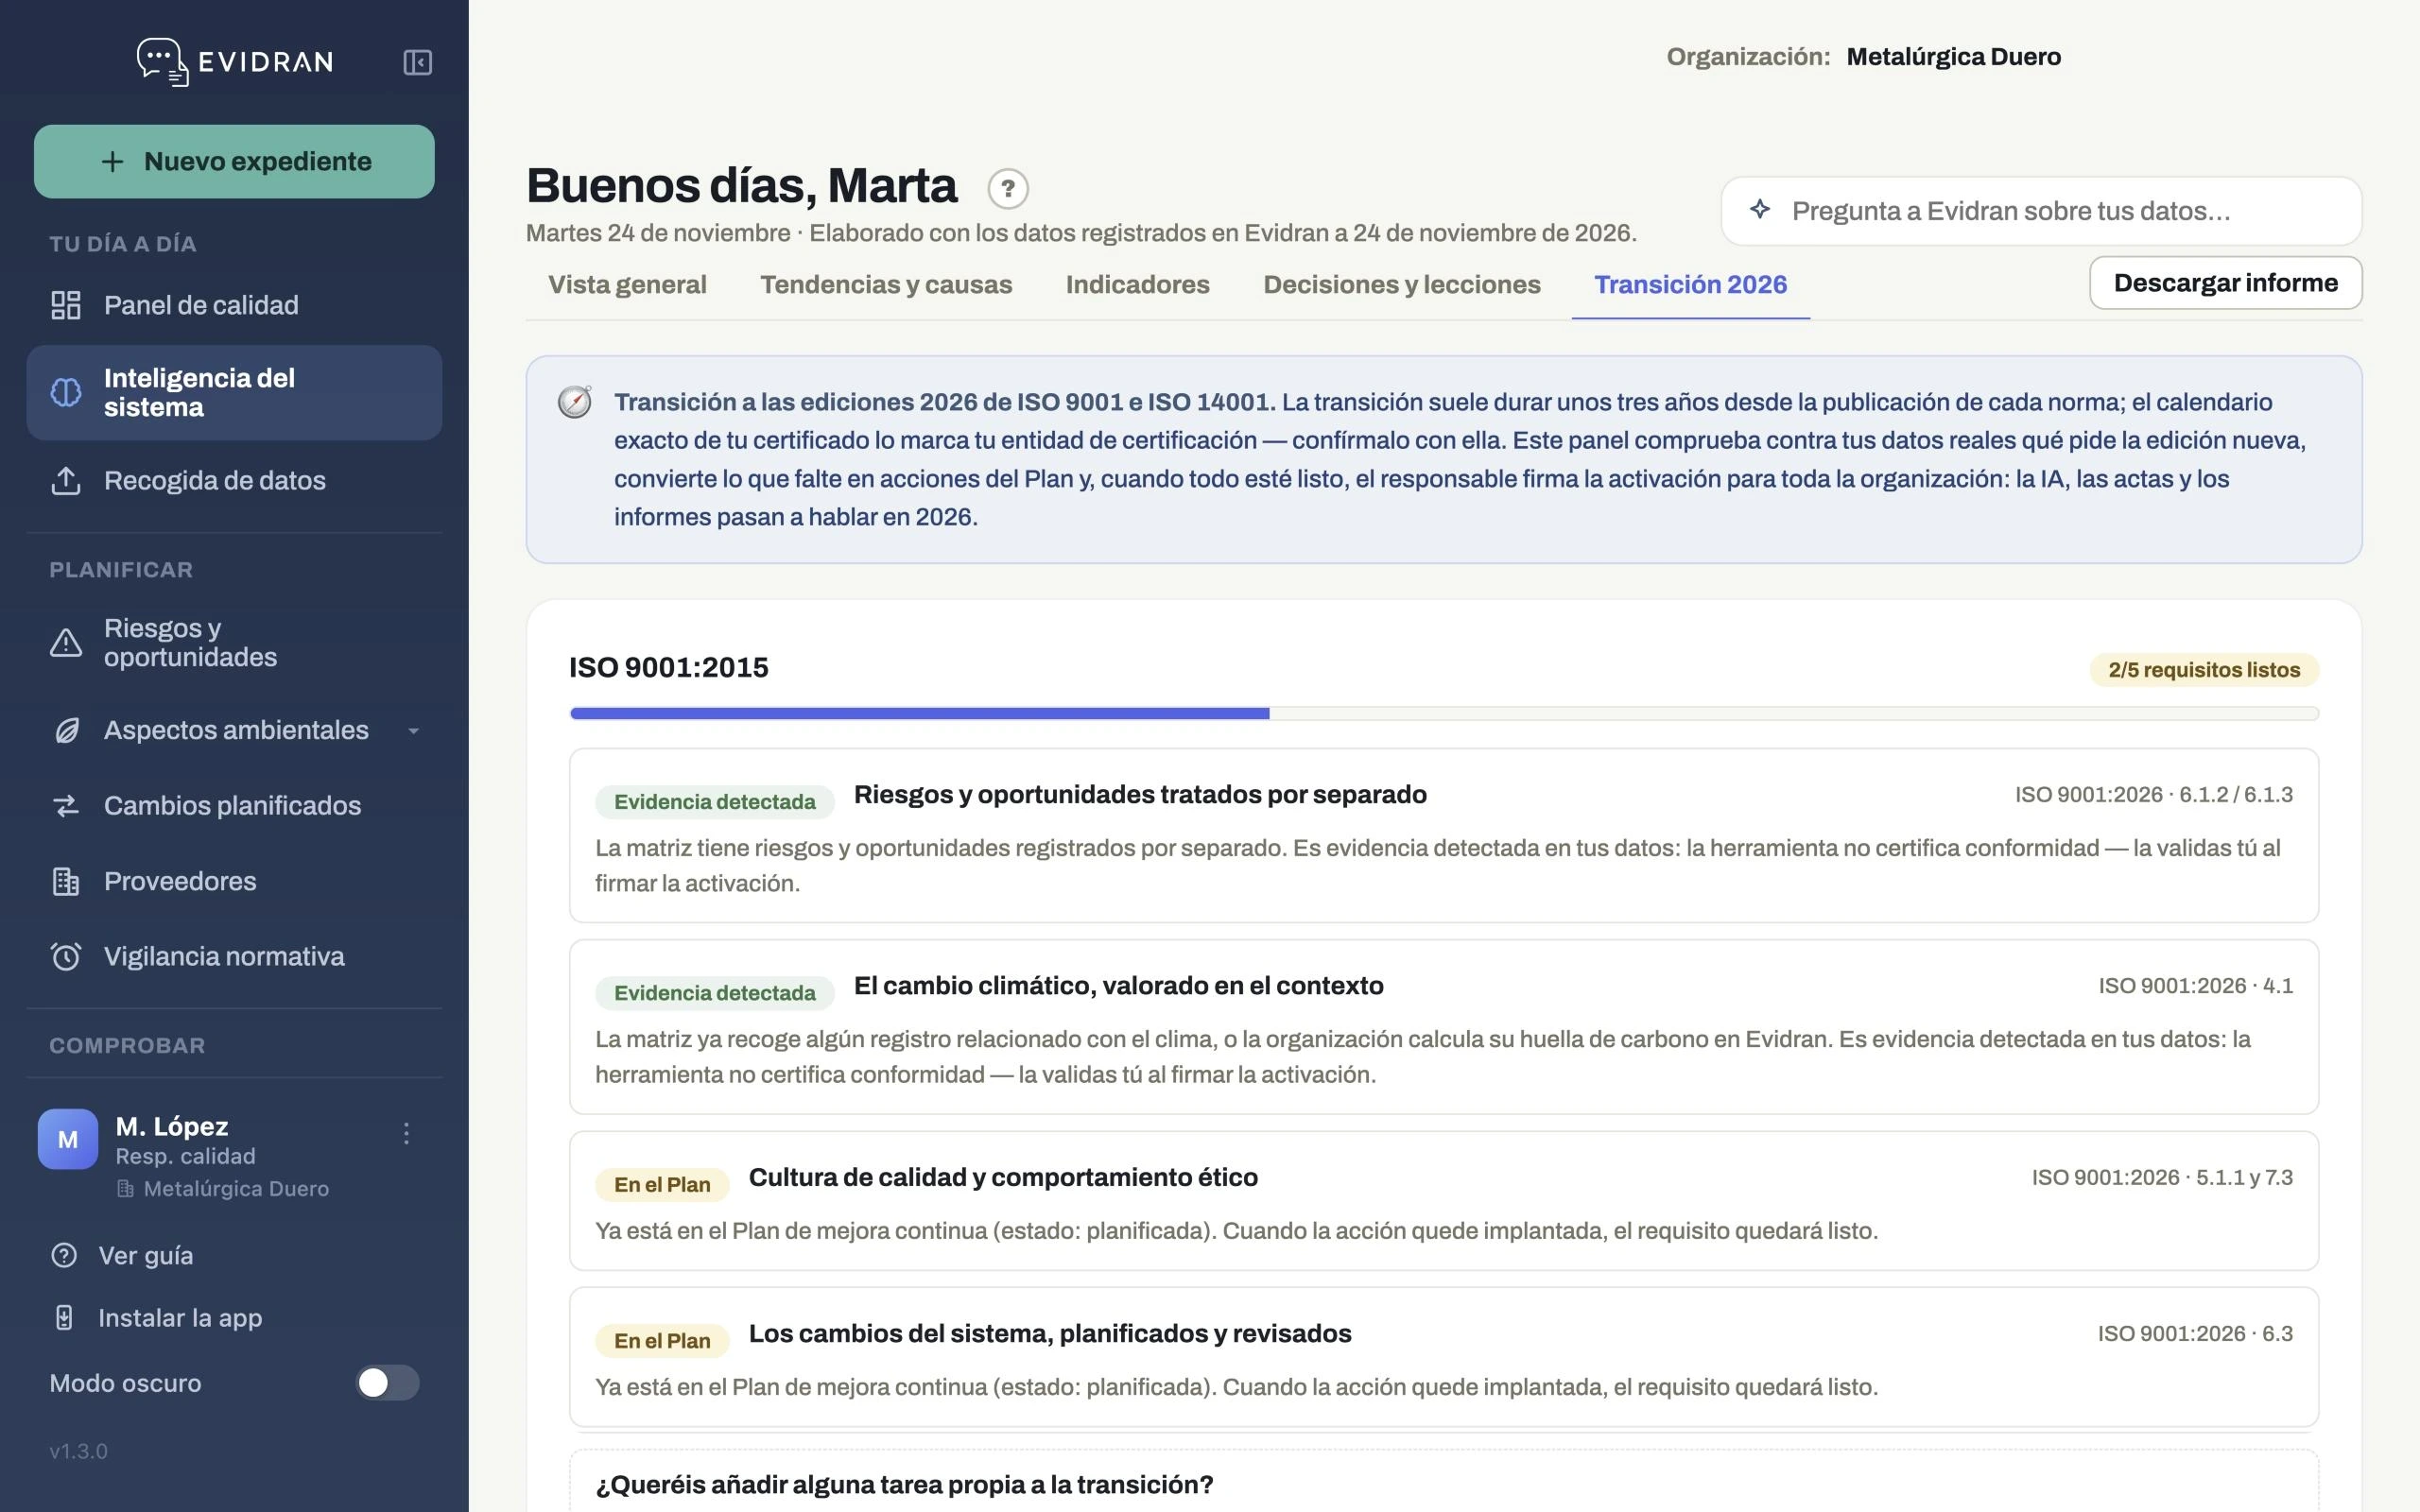 EVIDRAN
Nuevo expediente
TU DÍA A DÍA
Panel de calidad
Inteligencia del
sistema
Recogida de datos
PLANIFICAR
Riesgos y
oportunidades
Aspectos ambientales
Cambios planificados
Proveedores
Vigilancia normativa
COMPROBAR
M
M. López
Resp. calidad
Metalúrgica Duero
Ver guía
Instalar la app
Modo oscuro
v1.3.0
Organización: Metalúrgica Duero
Buenos días, Marta ?
Martes 24 de noviembre · Elaborado con los datos registrados en Evidran a 24 de noviembre de 2026.
Pregunta a Evidran sobre tus datos...
Vista general Tendencias y causas Indicadores Decisiones y lecciones Transición 2026 Descargar informe
Transición a las ediciones 2026 de ISO 9001 e ISO 14001. La transición suele durar unos tres años desde la publicación de cada norma; el calendario
exacto de tu certificado lo marca tu entidad de certificación — confírmalo con ella. Este panel comprueba contra tus datos reales qué pide la edición nueva,
convierte lo que falte en acciones del Plan y, cuando todo esté listo, el responsable firma la activación para toda la organización: la IA, las actas y los
informes pasan a hablar en 2026.
ISO 9001:2015 2/5 requisitos listos
Evidencia detectada Riesgos y oportunidades tratados por separado ISO 9001:2026 · 6.1.2 / 6.1.3
La matriz tiene riesgos y oportunidades registrados por separado. Es evidencia detectada en tus datos: la herramienta no certifica conformidad — la validas tú al
firmar la activación.
Evidencia detectada El cambio climático, valorado en el contexto ISO 9001:2026 · 4.1
La matriz ya recoge algún registro relacionado con el clima, o la organización calcula su huella de carbono en Evidran. Es evidencia detectada en tus datos: la
herramienta no certifica conformidad — la validas tú al firmar la activación.
En el Plan Cultura de calidad y comportamiento ético ISO 9001:2026 · 5.1.1 y 7.3
Ya está en el Plan de mejora continua (estado: planificada). Cuando la acción quede implantada, el requisito quedará listo.
En el Plan Los cambios del sistema, planificados y revisados ISO 9001:2026 · 6.3
Ya está en el Plan de mejora continua (estado: planificada). Cuando la acción quede implantada, el requisito quedará listo.
¿Queréis añadir alguna tarea propia a la transición?